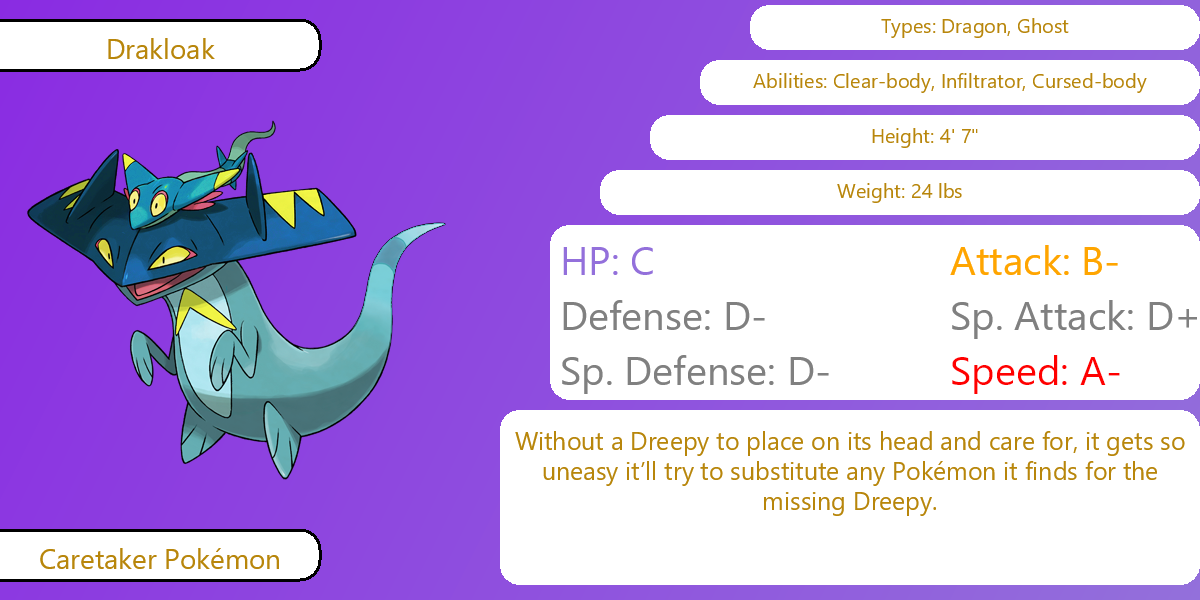 Drakloak
Types: Dragon, Ghost
Abilities: Clear-body, Infiltrator, Cursed-body
Height: 4' 7"
Weight: 24 lbs
HP: C
Attack: B-
Defense: D-
Sp. Attack: D+
Sp. Defense: D-
Speed: A-
Without a Dreepy to place on its head and care for, it gets so
uneasy it’ll try to substitute any Pokémon it finds for the
missing Dreepy.
Caretaker Pokémon